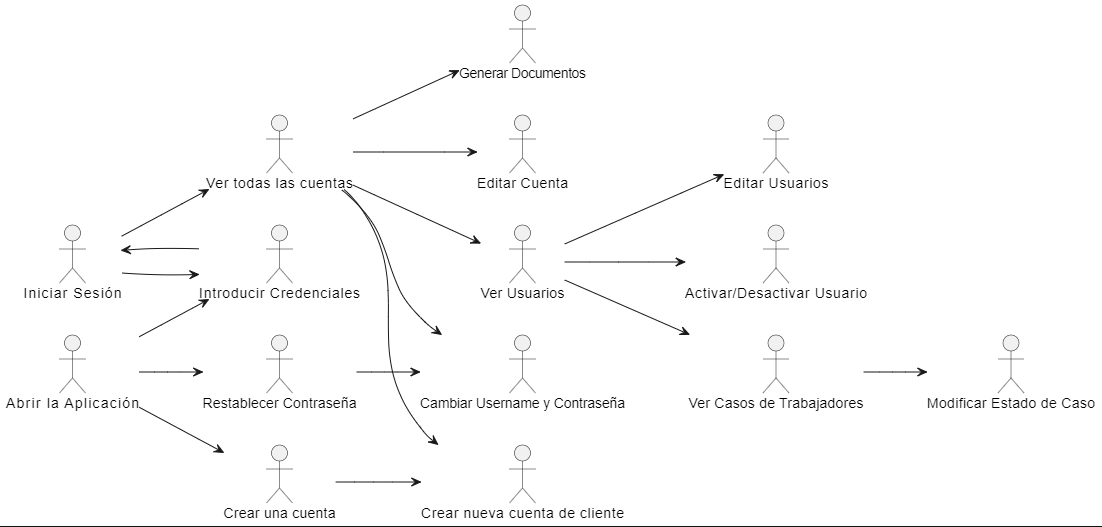 Generar Documentos
Ver todas las cuentas
Editar Cuenta
Editar Usuarios
Iniciar Sesión
Introducir Credenciales
Ver Usuarios
Activar/Desactivar Usuario
Abrir la Aplicación
Restablecer Contraseña
Cambiar Username y Contraseña
Ver Casos de Trabajadores
Modificar Estado de Caso
Crear una cuenta
Crear nueva cuenta de cliente